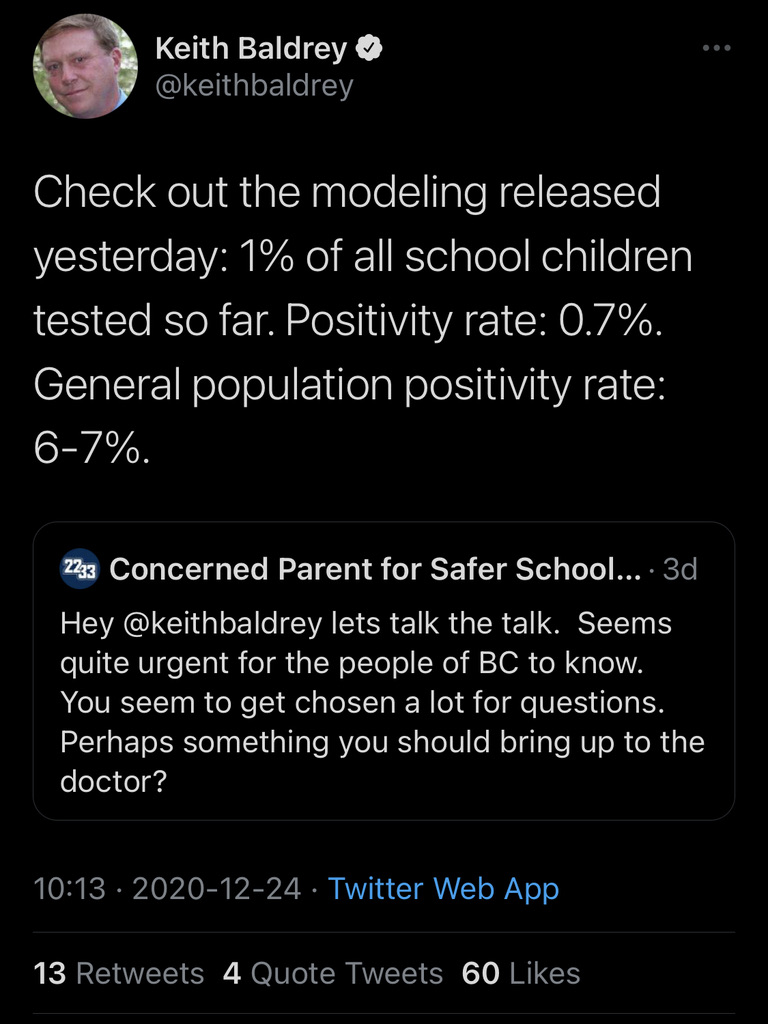 Keith Baldrey
@keithbaldrey
Check out the modeling released
yesterday: 1% of all school children
tested so far. Positivity rate: 0.7%.
General population positivity rate:
6-7%.
2233
Concerned Parent for Safer School... · 3d
Hey @keithbaldrey lets talk the talk.  Seems
quite urgent for the people of BC to know.
You seem to get chosen a lot for questions.
Perhaps something you should bring up to the
doctor?
10:13 · 2020-12-24 · Twitter Web App
13 Retweets  4 Quote Tweets  60 Likes